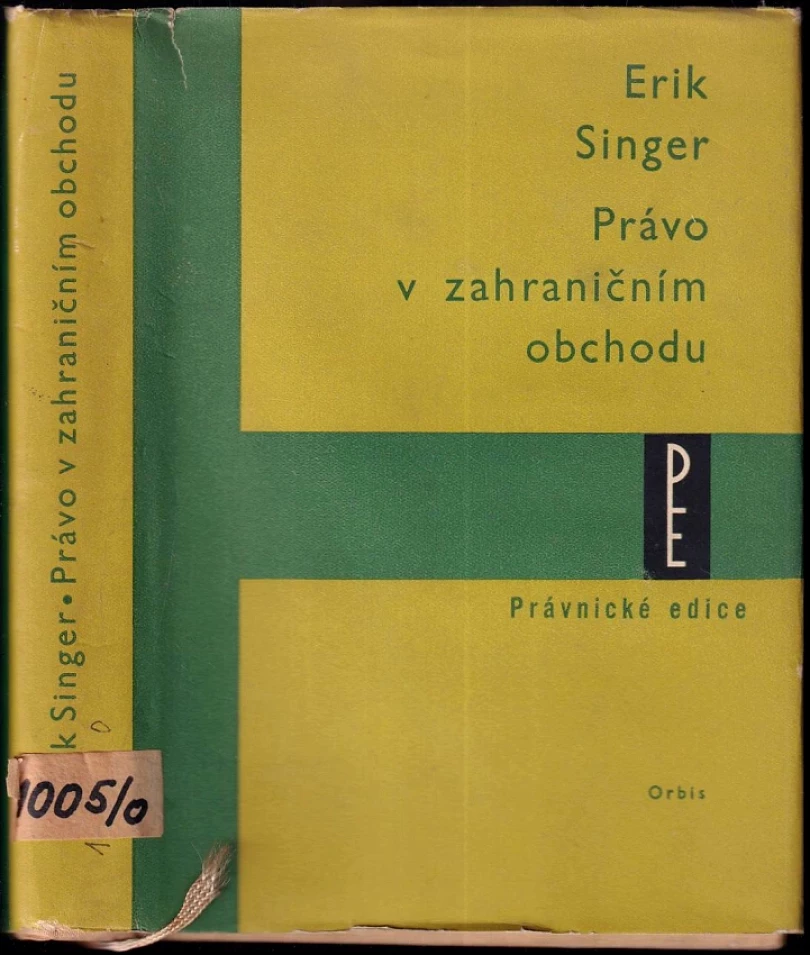 Erik
Singer
Právo
v zahraničním
obchodu
PE
Právnické edice
Orbis
k Singer • Právo v zahraničním obchodu
1005/0